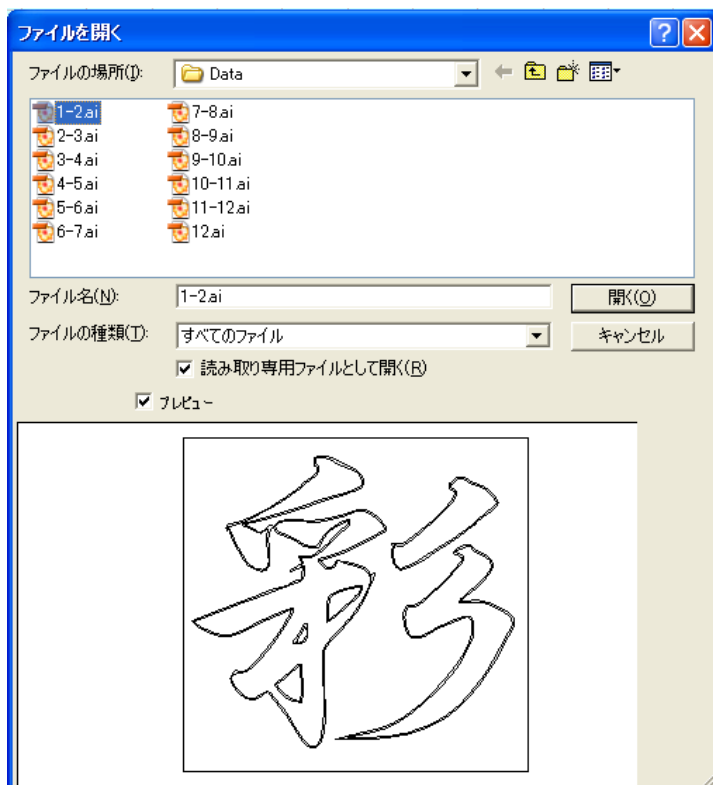 ファイルを開く
ファイルの場所(I):
Data
1-2.ai
2-3.ai
3-4.ai
4-5.ai
5-6.ai
6-7.ai
7-8.ai
8-9.ai
9-10.ai
10-11.ai
11-12.ai
12.ai
ファイル名(N):
1-2.ai
開く(O)
ファイルの種類(T):
すべてのファイル
キャンセル
読み取り専用ファイルとして開く(R)
プレビュー
彩